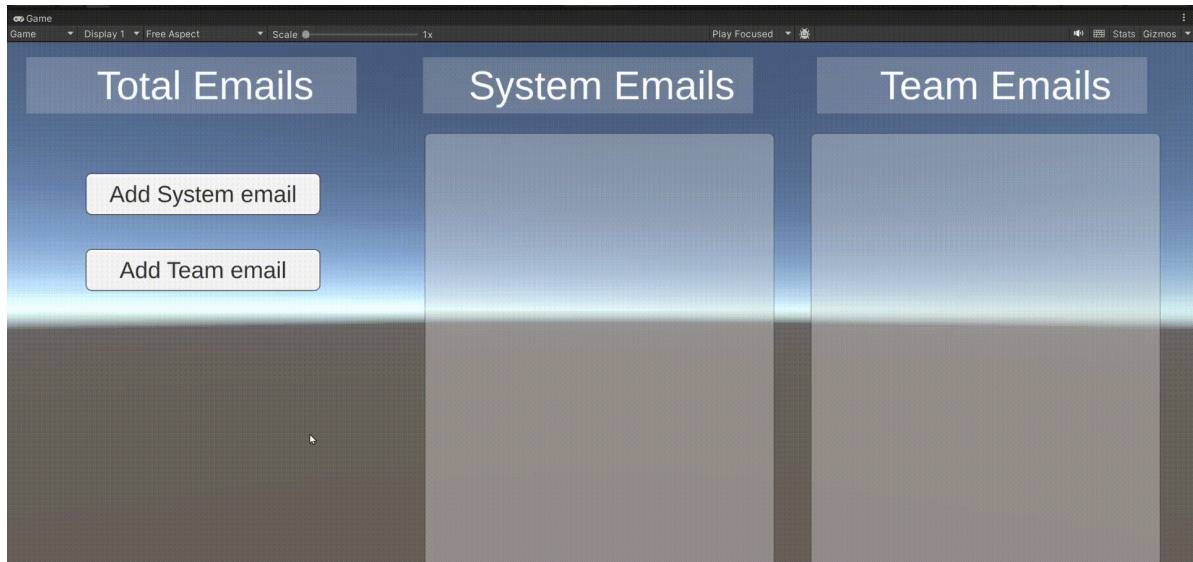 Game
Game Display 1 Free Aspect Scale 1x Play Focused Stats Gizmos
Total Emails System Emails Team Emails
Add System email
Add Team email